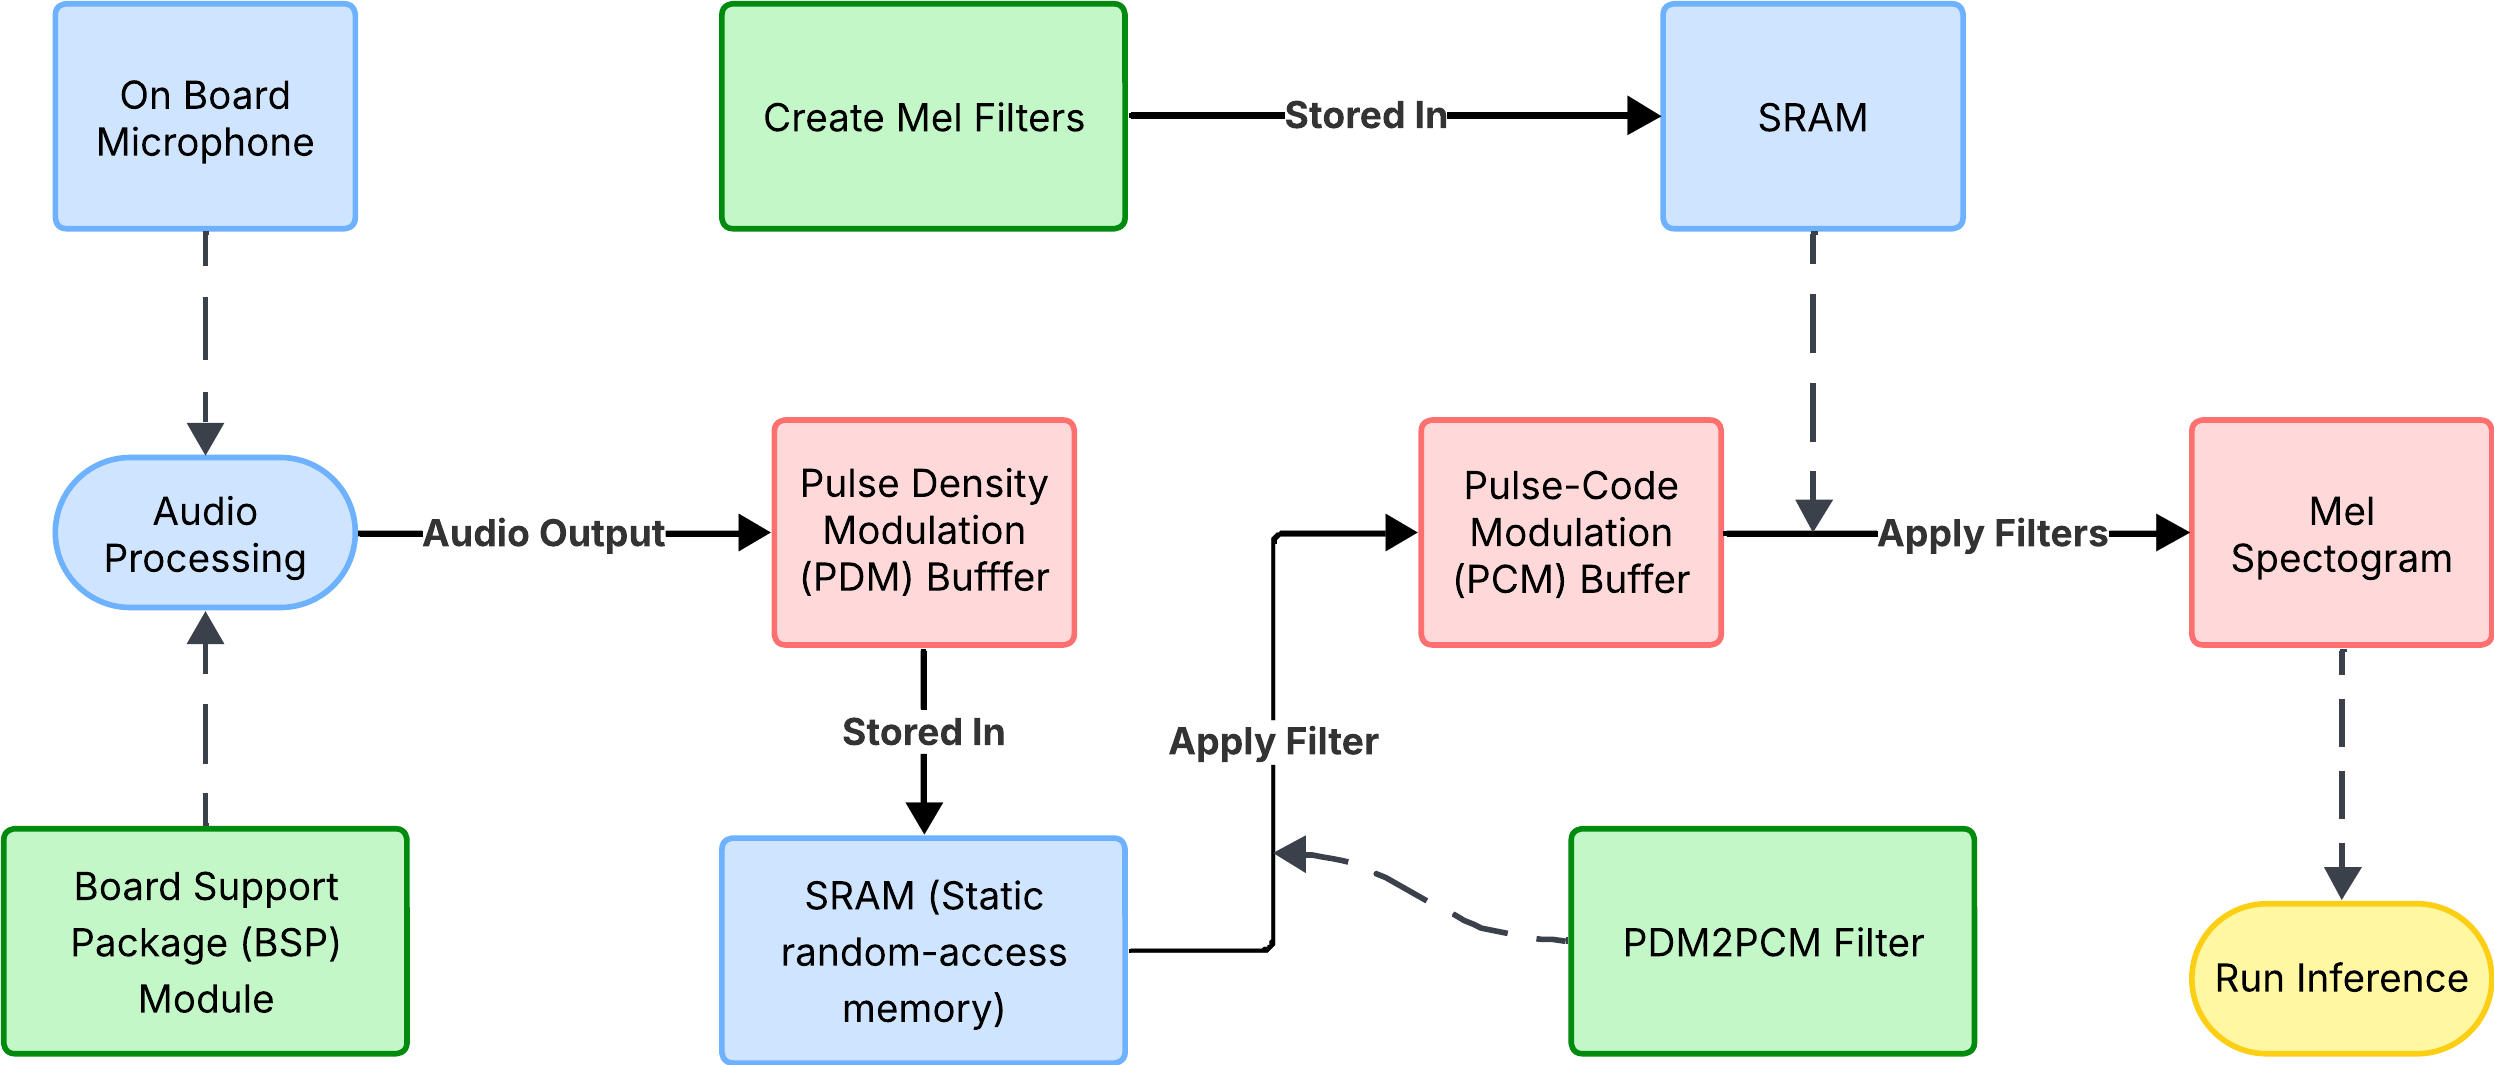 On Board
Microphone
Create Mel Filters
Stored In
SRAM
Audio
Processing
Audio Output
Pulse Density
Modulation
(PDM) Bufffer
Pulse-Code
Modulation
(PCM) Buffer
Apply Filters
Mel
Spectogram
Stored In
Apply Filter
Board Support
Package (BSP)
Module
SRAM (Static
random-access
memory)
PDM2PCM Filter
Run Inference